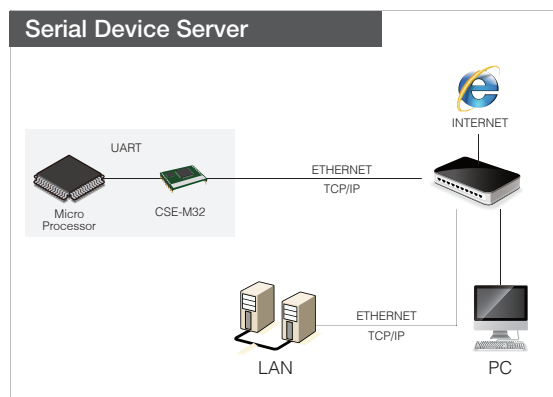 Serial Device Server
INTERNET
UART
ETHERNET
TCP/IP
Micro
Processor
CSE-M32
ETHERNET
TCP/IP
LAN
PC